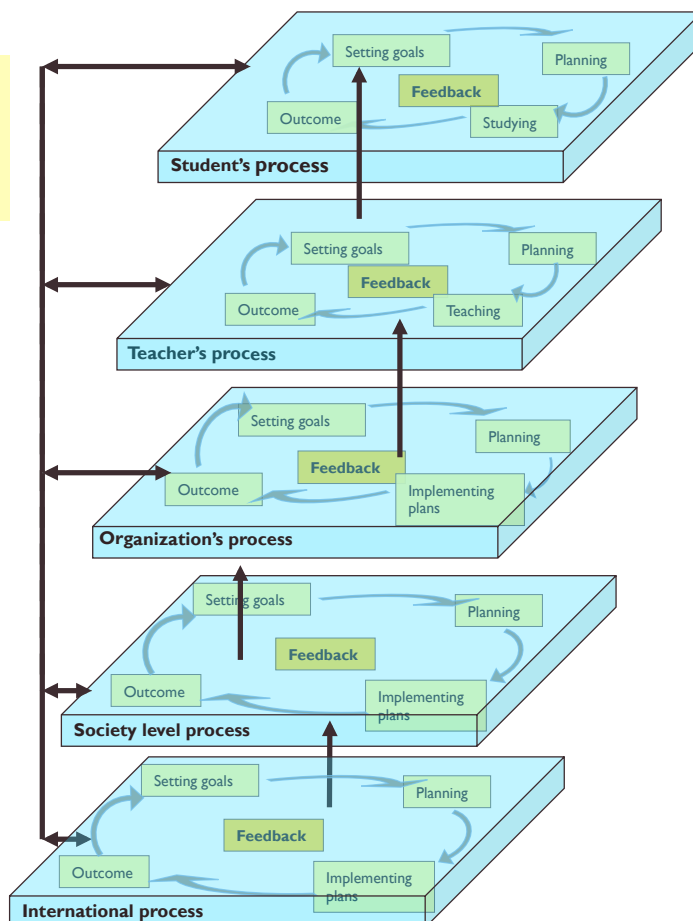 Setting goals
Planning
Feedback
Outcome
Studying
Student's process
Setting goals
Planning
Feedback
Outcome
Teaching
Teacher's process
Setting goals
Planning
Feedback
Outcome
Implementing
plans
Organization's process
Setting goals
Planning
Feedback
Outcome
Implementing
plans
Society level process
Setting goals
Planning
Feedback
Outcome
Implementing
plans
International process